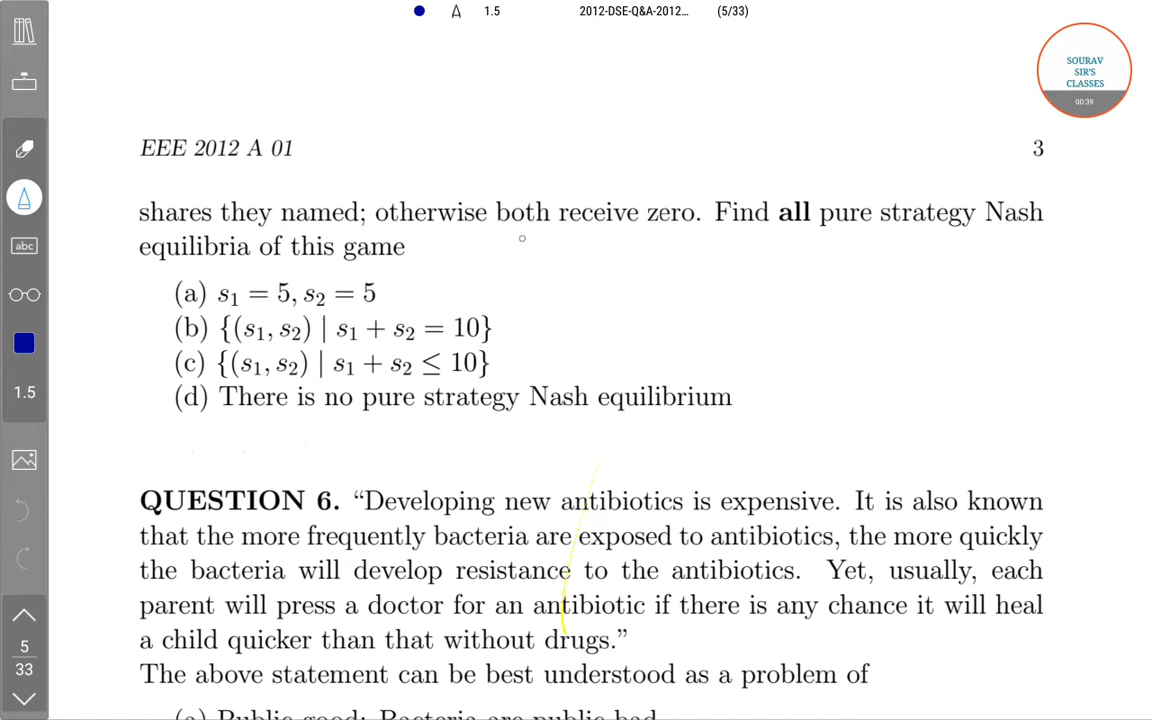 1.5 2012-DSE-Q&A-2012... (5/33)
SOURAV
SIR'S
CLASSES
00:39
EEE 2012 A 01 3
shares they named; otherwise both receive zero. Find all pure strategy Nash
equilibria of this game
(a) s₁ = 5, s₂ = 5
(b) {(s₁, s₂) | s₁ + s₂ = 10}
(c) {(s₁, s₂) | s₁ + s₂ ≤ 10}
(d) There is no pure strategy Nash equilibrium
QUESTION 6. “Developing new antibiotics is expensive. It is also known
that the more frequently bacteria are exposed to antibiotics, the more quickly
the bacteria will develop resistance to the antibiotics. Yet, usually, each
parent will press a doctor for an antibiotic if there is any chance it will heal
a child quicker than that without drugs.”
The above statement can be best understood as a problem of
(a) Public good: Bacteria are public bad
abc
1.5
5
33